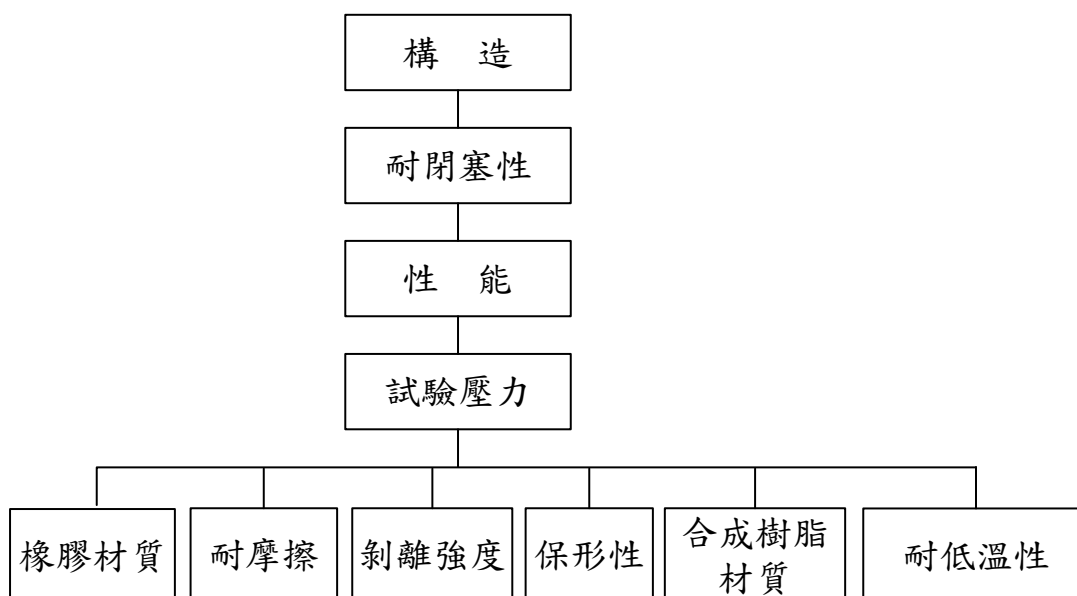 構　造
耐閉塞性
性　能
試驗壓力
橡膠材質
耐摩擦
剝離強度
保形性
合成樹脂
材質
耐低溫性